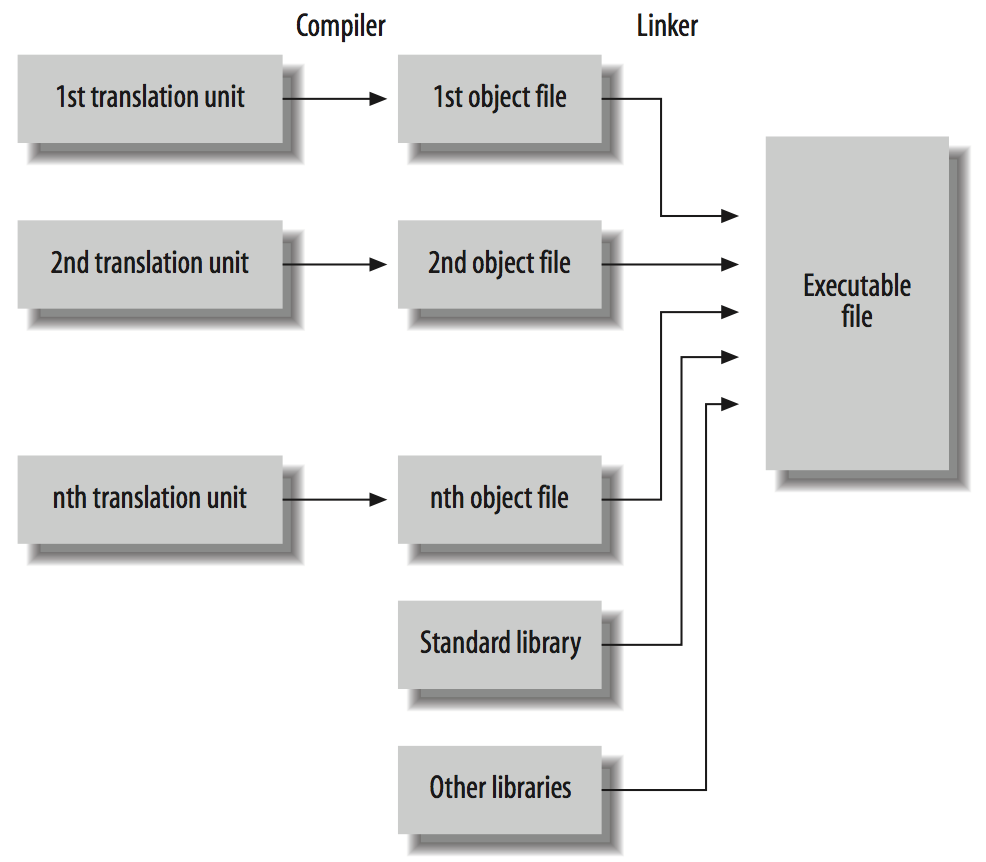 Compiler
Linker
1st translation unit
1st object file
2nd translation unit
2nd object file
Executable
file
nth translation unit
nth object file
Standard library
Other libraries